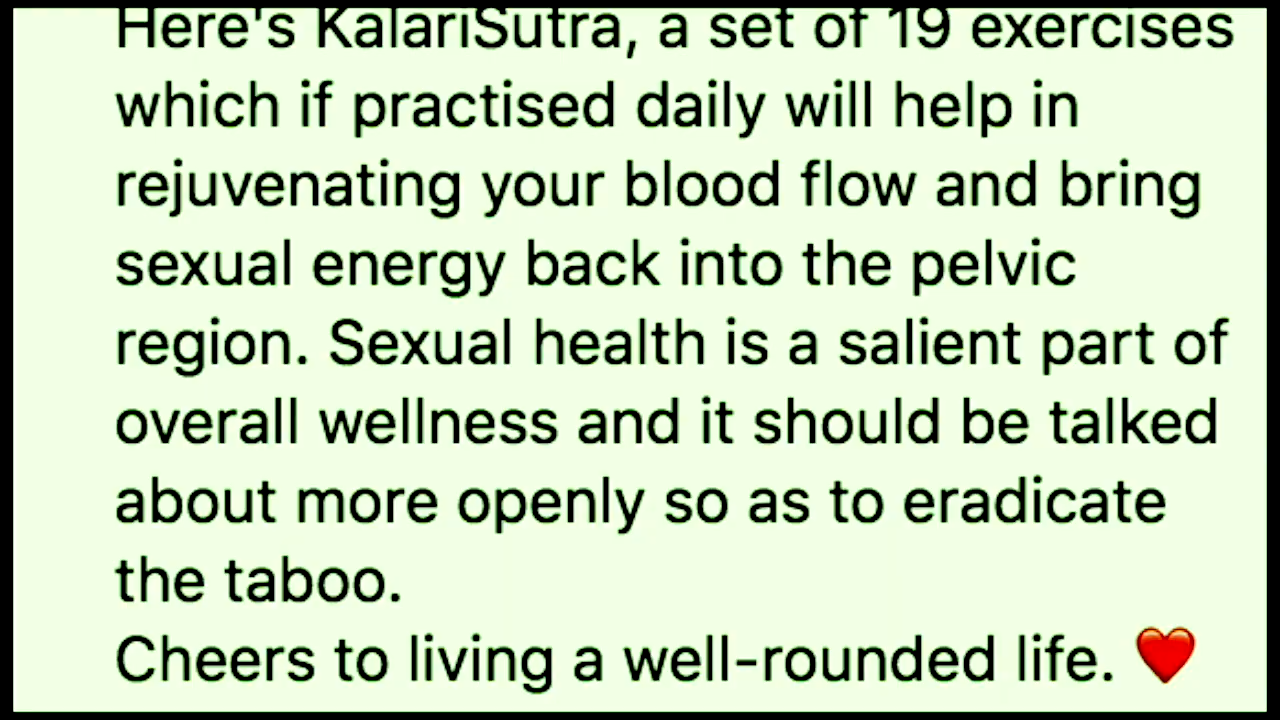 Here's KalariSutra, a set of 19 exercises
which if practised daily will help in
rejuvenating your blood flow and bring
sexual energy back into the pelvic
region. Sexual health is a salient part of
overall wellness and it should be talked
about more openly so as to eradicate
the taboo.
Cheers to living a well-rounded life. ❤️